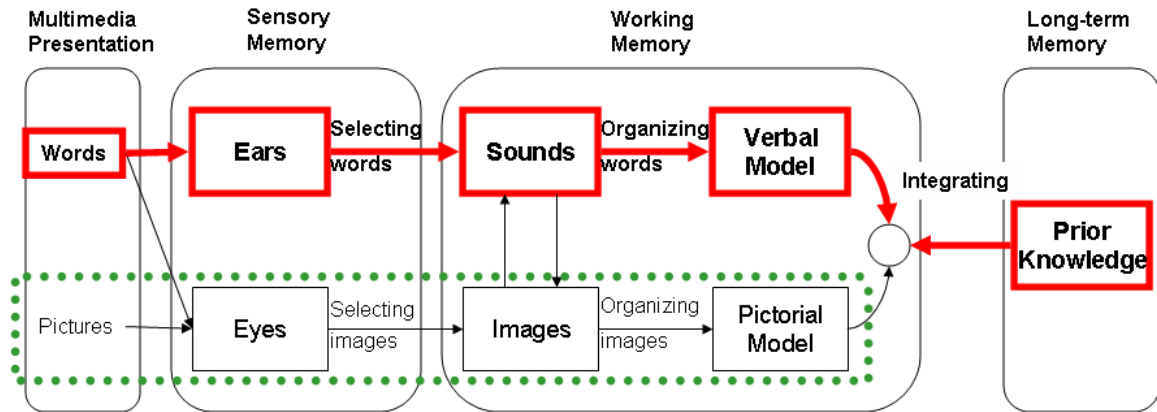 Multimedia
Presentation
Sensory
Memory
Working
Memory
Long-term
Memory
Words
Ears
Selecting
words
Sounds
Organizing
words
Verbal
Model
Integrating
Prior
Knowledge
Pictures
Eyes
Selecting
images
Images
Organizing
images
Pictorial
Model